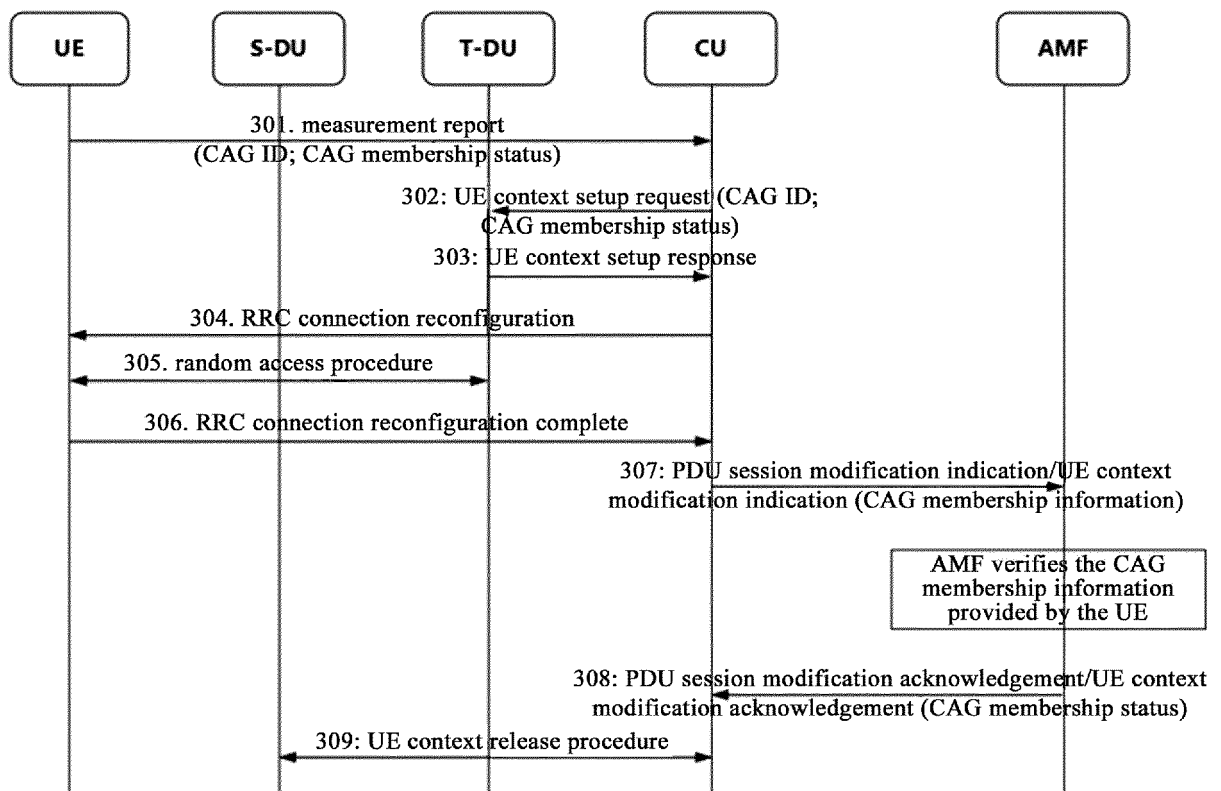 UE
S-DU
T-DU
CU
AMF
301. measurement report
(CAG ID; CAG membership status)
302: UE context setup request (CAG ID;
CAG membership status)
303: UE context setup response
304. RRC connection reconfiguration
305. random access procedure
306. RRC connection reconfiguration complete
307: PDU session modification indication/UE context
modification indication (CAG membership information)
AMF verifies the CAG
membership information
provided by the UE
308: PDU session modification acknowledgement/UE context
modification acknowledgement (CAG membership status)
309: UE context release procedure